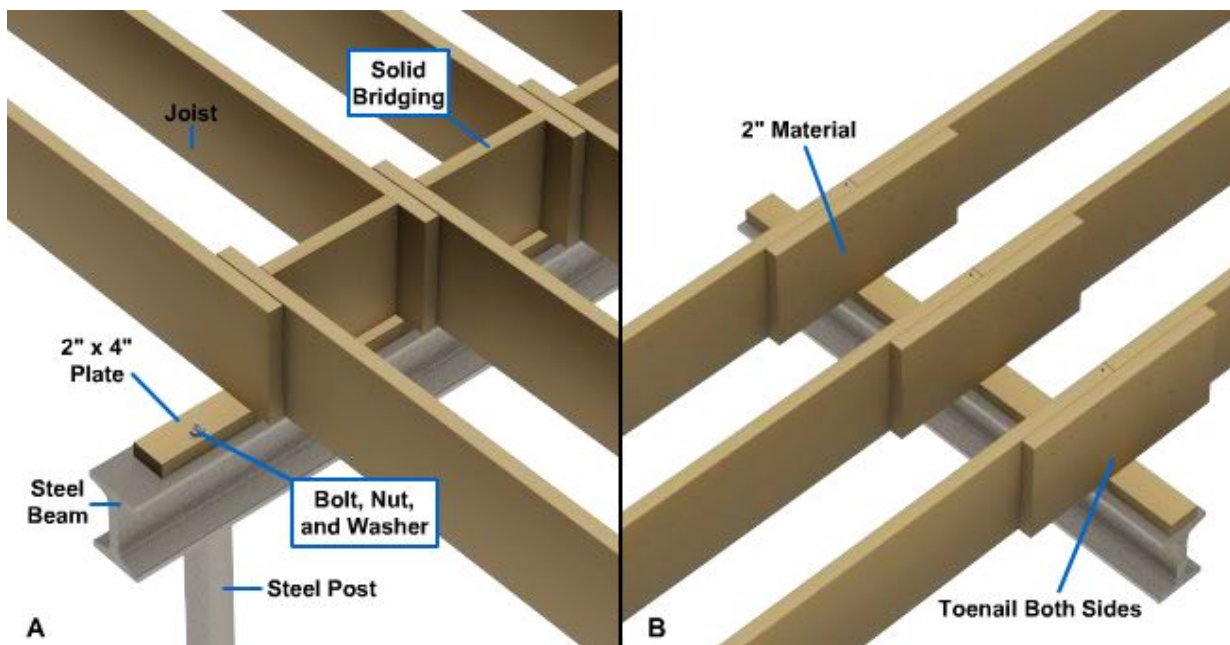 Solid
Bridging
Joist
2" x 4"
Plate
Steel
Beam
Bolt, Nut,
and Washer
Steel Post
A
2" Material
Toenail Both Sides
B